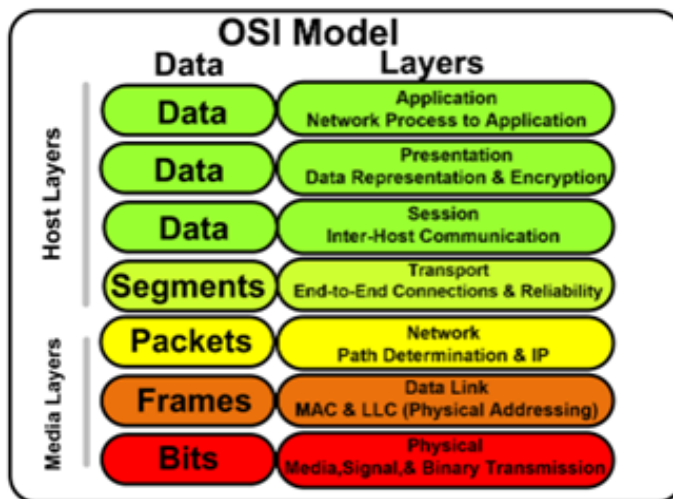 OSI Model
Data Layers
Host Layers
Data
Application
Network Process to Application
Data
Presentation
Data Representation & Encryption
Data
Session
Inter-Host Communication
Segments
Transport
End-to-End Connections & Reliability
Media Layers
Packets
Network
Path Determination & IP
Frames
Data Link
MAC & LLC (Physical Addressing)
Bits
Physical
Media,Signal,& Binary Transmission